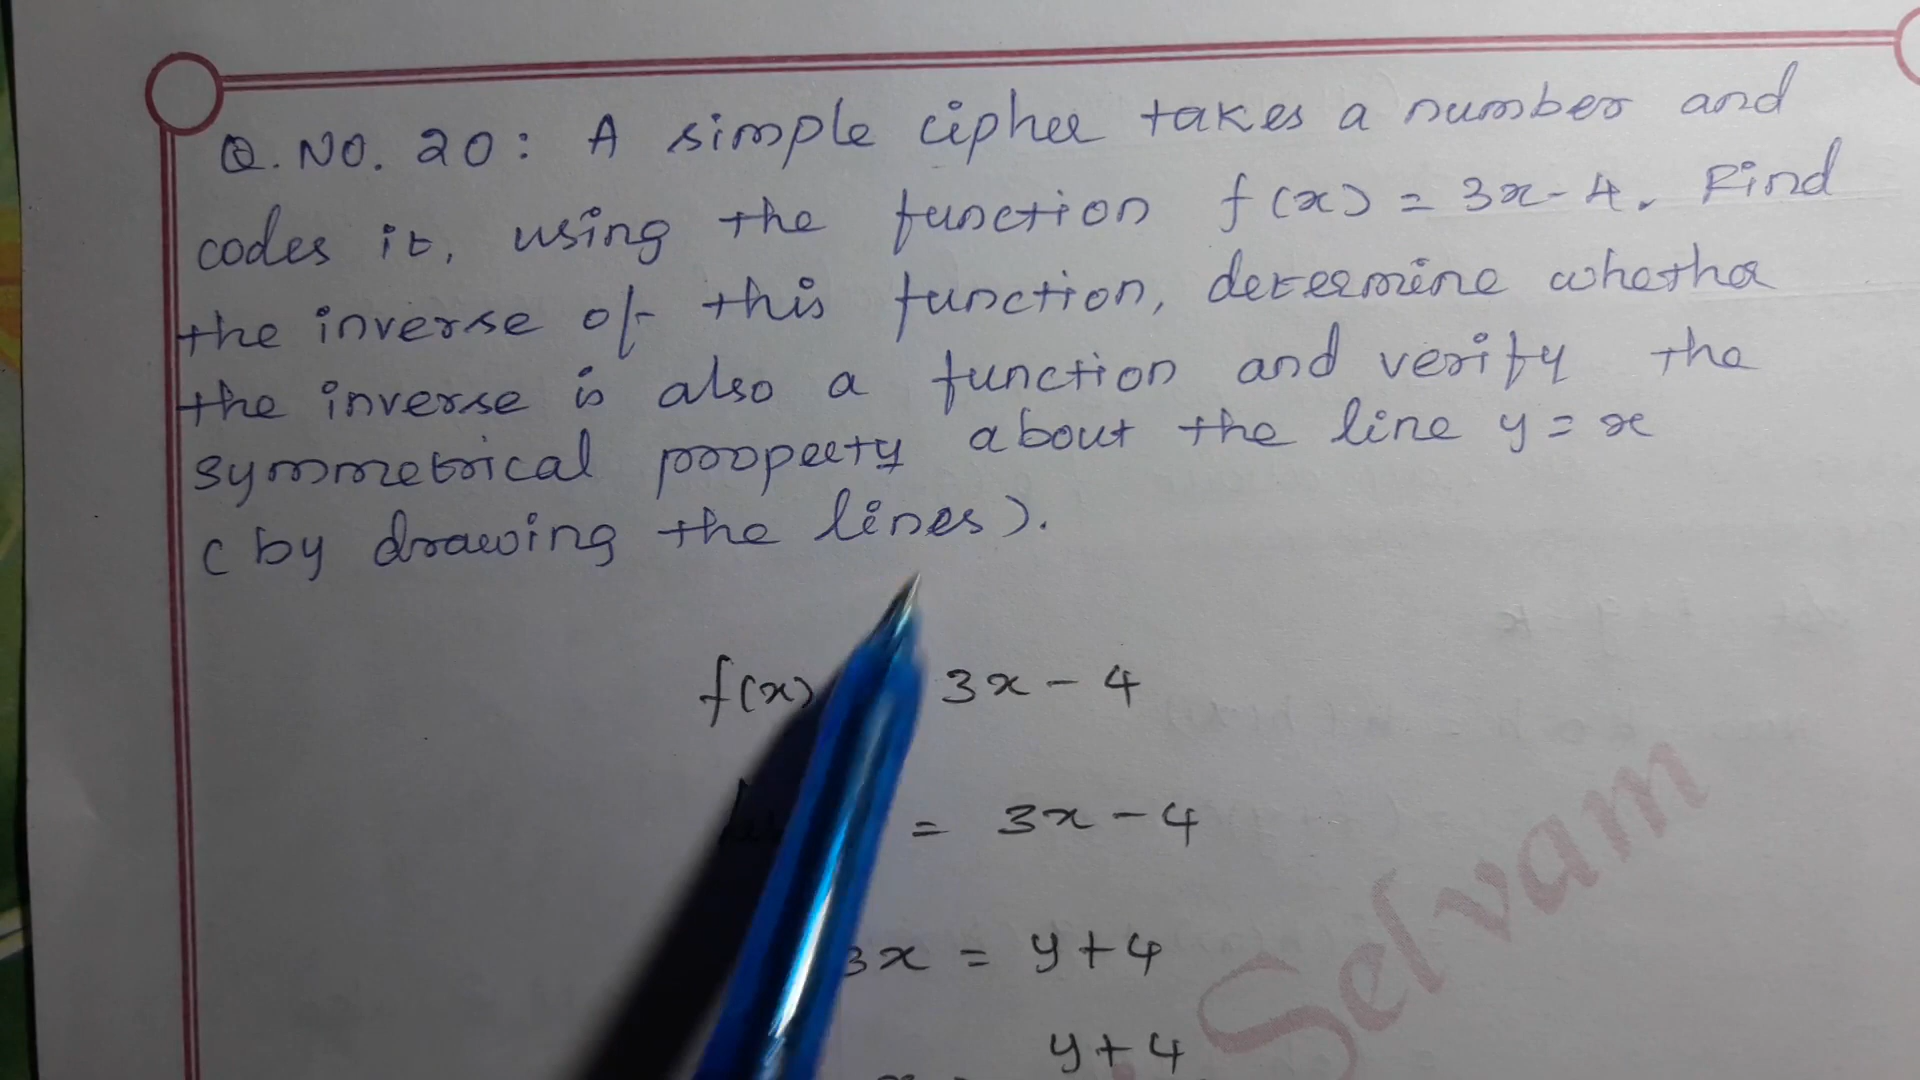 Q. NO. 20: A simple cipher takes a number and
codes it, using the function f(x) = 3x-4. Find
the inverse of this function, determine whether
the inverse is also a function and verify the
symmetrical property about the line y = x
(by drawing the lines).
f(x) 3x - 4
= 3x - 4
3x = y + 4
y + 4
Selvam